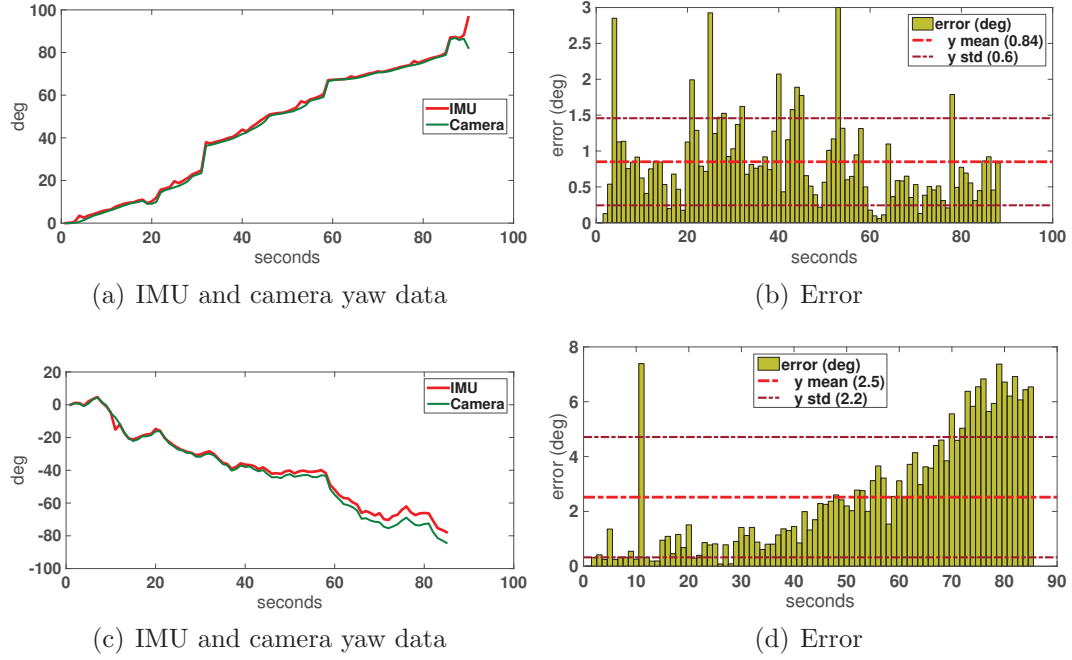 100
80
60
40
20
0
deg
0 20 40 60 80 100
seconds
IMU
Camera
(a) IMU and camera yaw data
3
2.5
2
1.5
1
0.5
0
error (deg)
0 20 40 60 80 100
seconds
error (deg)
y mean (0.84)
y std (0.6)
(b) Error
20
0
-20
-40
-60
-80
-100
deg
0 20 40 60 80 100
seconds
IMU
Camera
(c) IMU and camera yaw data
8
6
4
2
0
error (deg)
0 10 20 30 40 50 60 70 80 90
seconds
error (deg)
y mean (2.5)
y std (2.2)
(d) Error